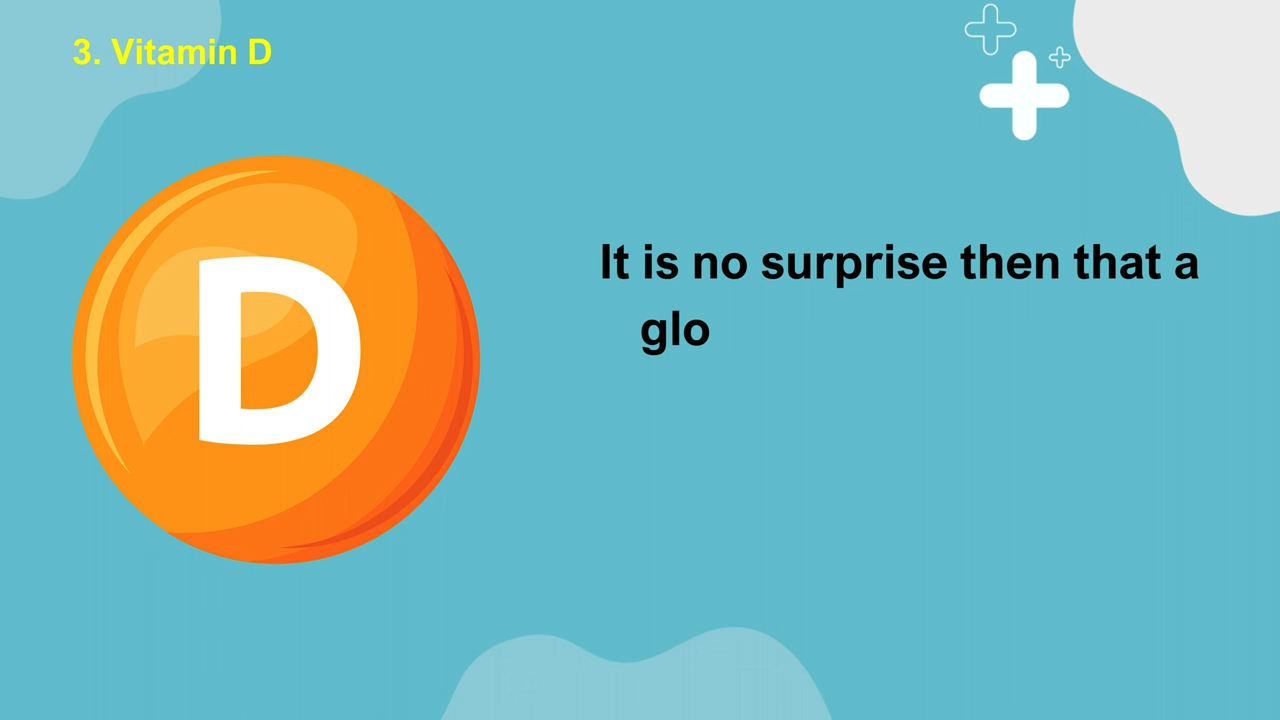 3. Vitamin D
D
It is no surprise then that a
glo